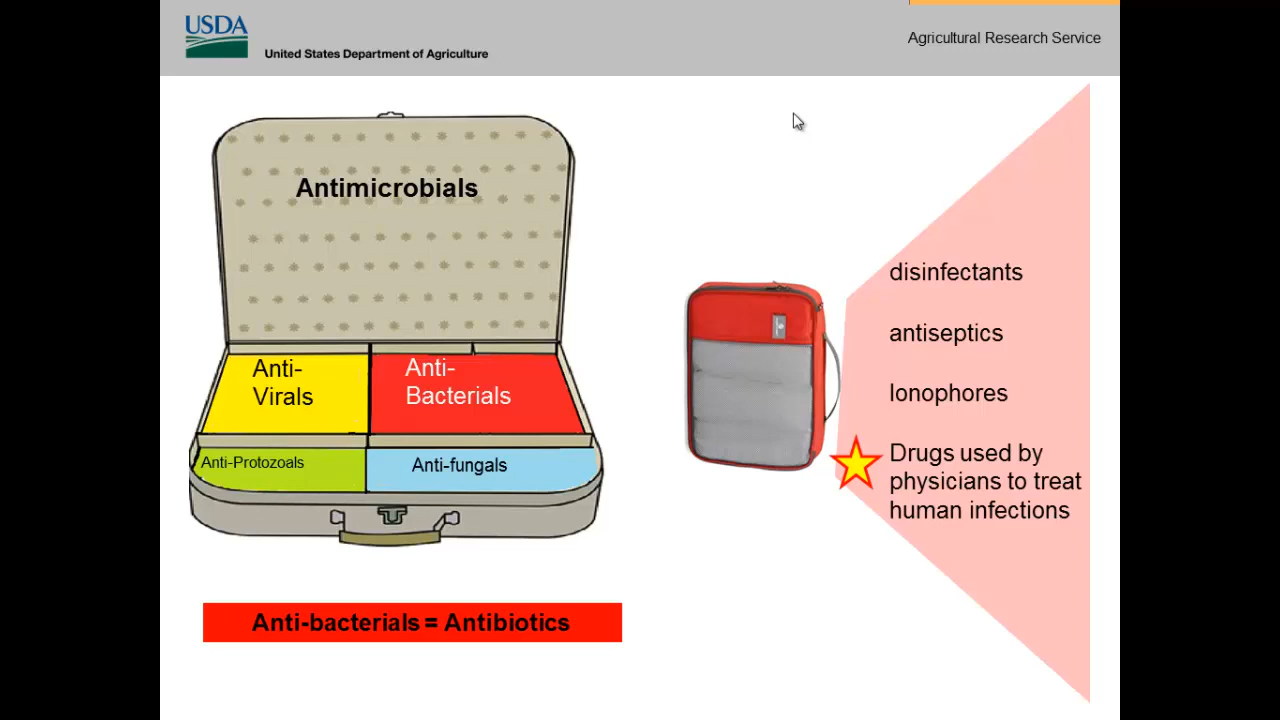 USDA
United States Department of Agriculture
Agricultural Research Service
Antimicrobials
Anti-
Virals
Anti-
Bacterials
Anti-Protozoals
Anti-fungals
Anti-bacterials = Antibiotics
disinfectants
antiseptics
Ionophores
Drugs used by
physicians to treat
human infections